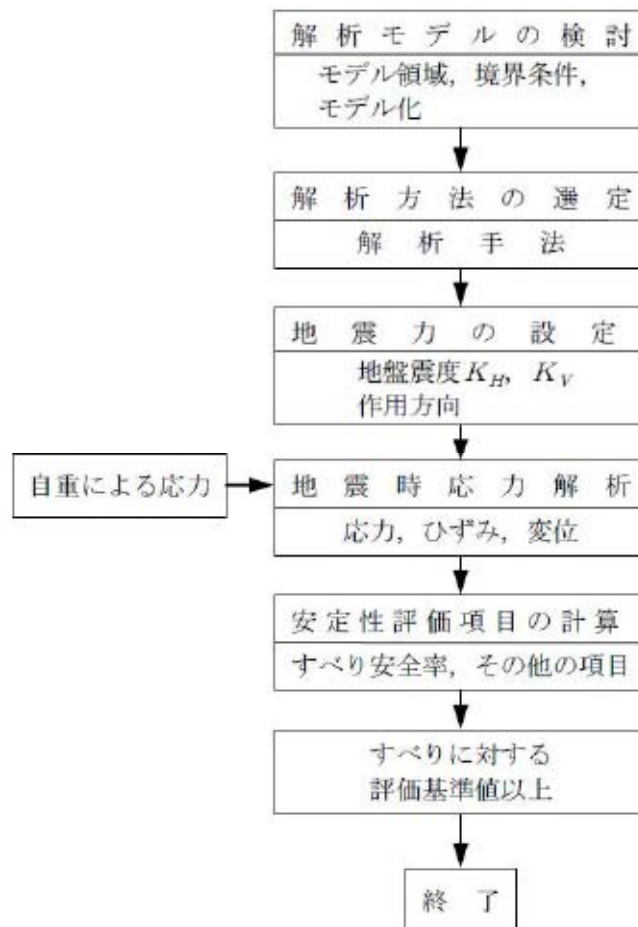 解析モデルの検討
モデル領域，境界条件，
モデル化
解析方法の選定
解析手法
地震力の設定
地盤震度K_H，K_V
作用方向
自重による応力
地震時応力解析
応力，ひずみ，変位
安定性評価項目の計算
すべり安全率，その他の項目
すべりに対する
評価基準値以上
終了